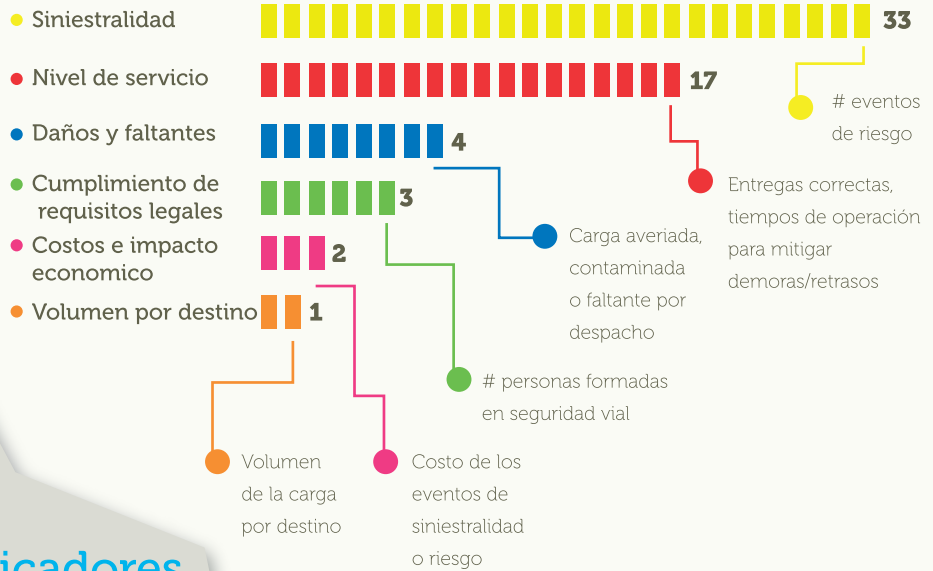 Siniestralidad
33
# eventos
de riesgo
Nivel de servicio
17
Entregas correctas,
tiempos de operación
para mitigar
demoras/retrasos
Daños y faltantes
4
Carga averiada,
contaminada
o faltante por
despacho
Cumplimiento de
requisitos legales
3
# personas formadas
en seguridad vial
Costos e impacto
economico
2
Costo de los
eventos de
siniestralidad
o riesgo
Volumen por destino
1
Volumen
de la carga
por destino
icadores